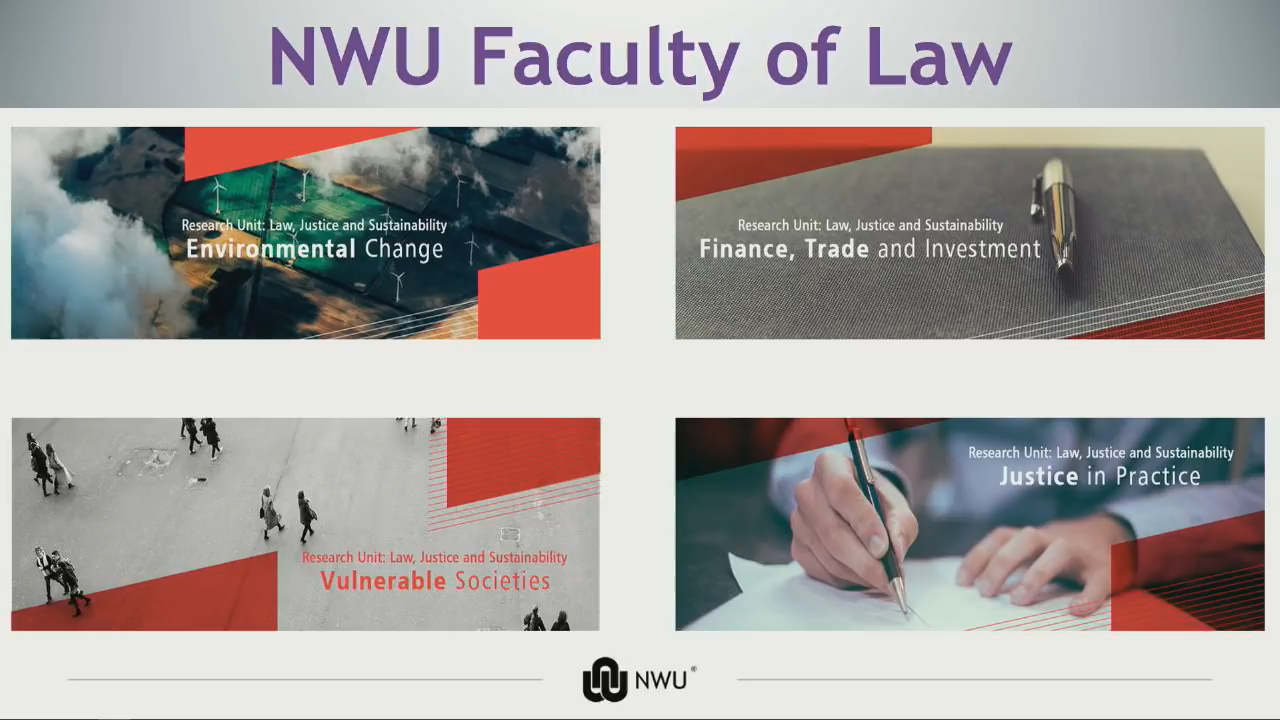 NWU Faculty of Law
Research Unit: Law, Justice and Sustainability
Environmental Change
Research Unit: Law, Justice and Sustainability
Finance, Trade and Investment
Research Unit: Law, Justice and Sustainability
Vulnerable Societies
Research Unit: Law, Justice and Sustainability
Justice in Practice
NWU®